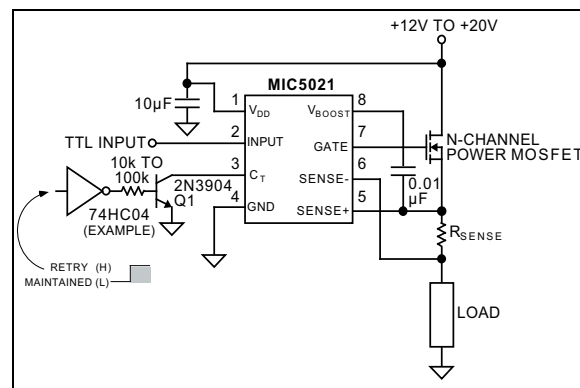 +12V TO +20V
MIC5021
10µF
1
VDD
VBOOST
8
TTL INPUT
2
INPUT
GATE
7
N-CHANNEL
POWER MOSFET
10k TO
100k
3
CT
SENSE-
6
2N3904
Q1
0.01
µF
74HC04
(EXAMPLE)
4
GND
SENSE+
5
RSENSE
RETRY (H)
MAINTAINED (L)
LOAD